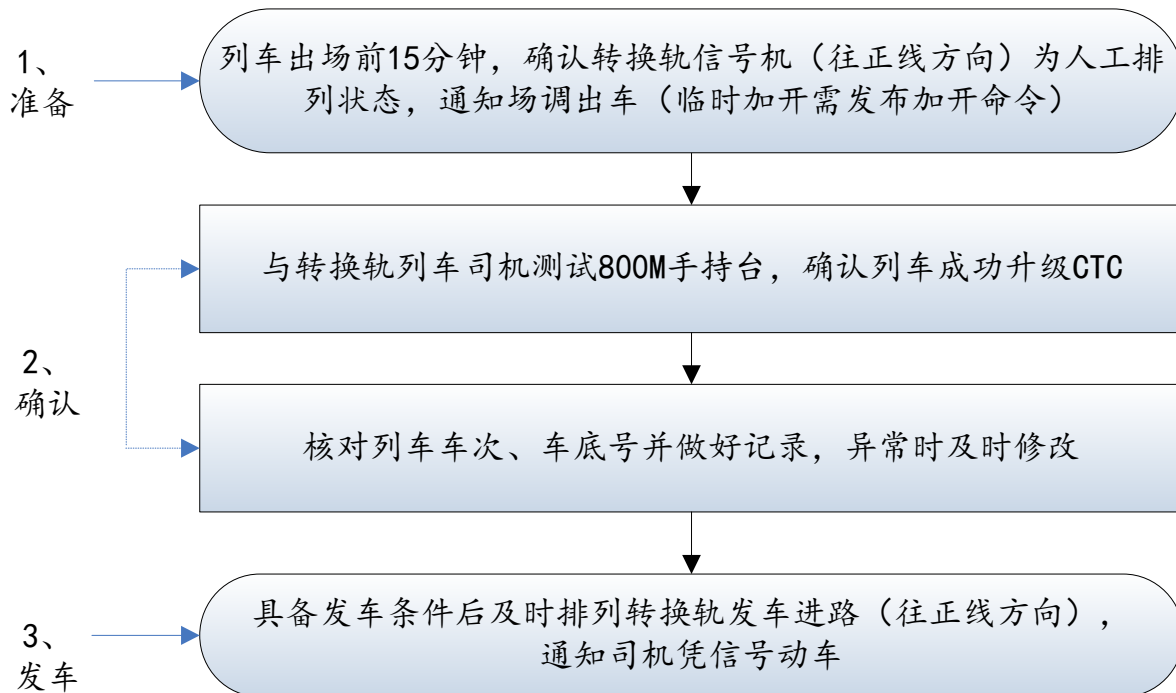 1、
准备
列车出场前15分钟，确认转换轨信号机（往正线方向）为人工排
列状态，通知场调出车（临时加开需发布加开命令）
2、
确认
与转换轨列车司机测试800M手持台，确认列车成功升级CTC
核对列车车次、车底号并做好记录，异常时及时修改
3、
发车
具备发车条件后及时排列转换轨发车进路（往正线方向），
通知司机凭信号动车